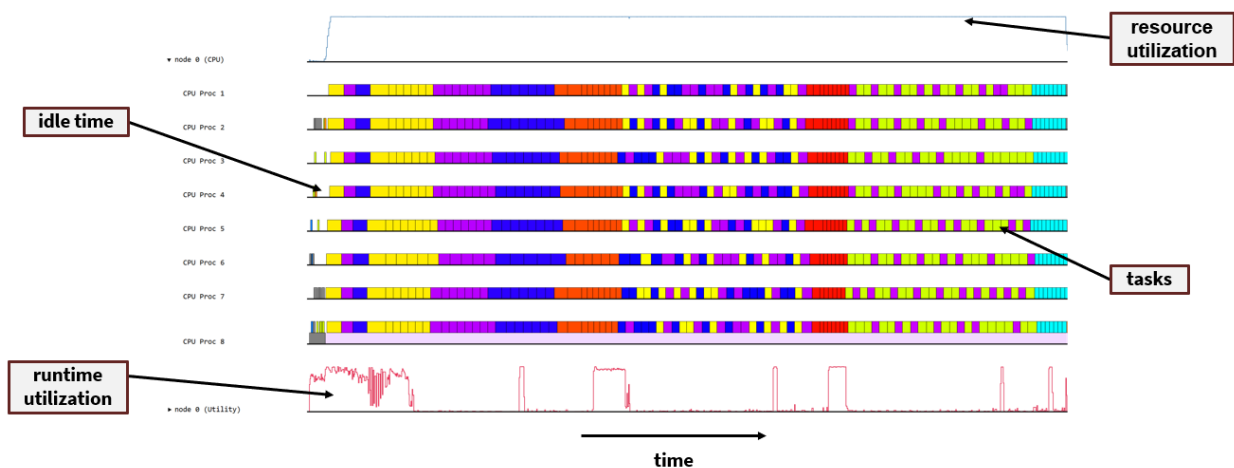 resource
utilization
▼ node 0 (CPU)
CPU Proc 1
idle time
CPU Proc 2
CPU Proc 3
CPU Proc 4
CPU Proc 5
CPU Proc 6
tasks
CPU Proc 7
CPU Proc 8
runtime
utilization
▶ node 0 (Utility)
time